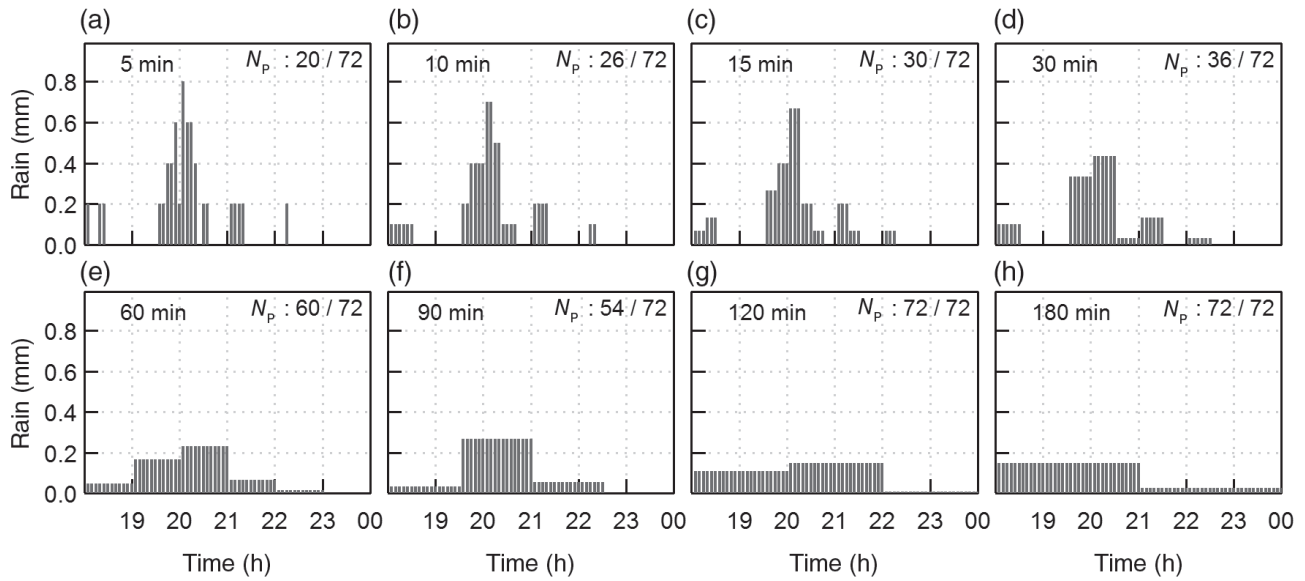 (a) (b) (c) (d)
5 min N_P : 20 / 72 10 min N_P : 26 / 72 15 min N_P : 30 / 72 30 min N_P : 36 / 72
0.8
0.6
0.4
0.2
0.0
Rain (mm)
(e) (f) (g) (h)
60 min N_P : 60 / 72 90 min N_P : 54 / 72 120 min N_P : 72 / 72 180 min N_P : 72 / 72
0.8
0.6
0.4
0.2
0.0
Rain (mm)
19 20 21 22 23 00 19 20 21 22 23 00 19 20 21 22 23 00 19 20 21 22 23 00
Time (h) Time (h) Time (h) Time (h)